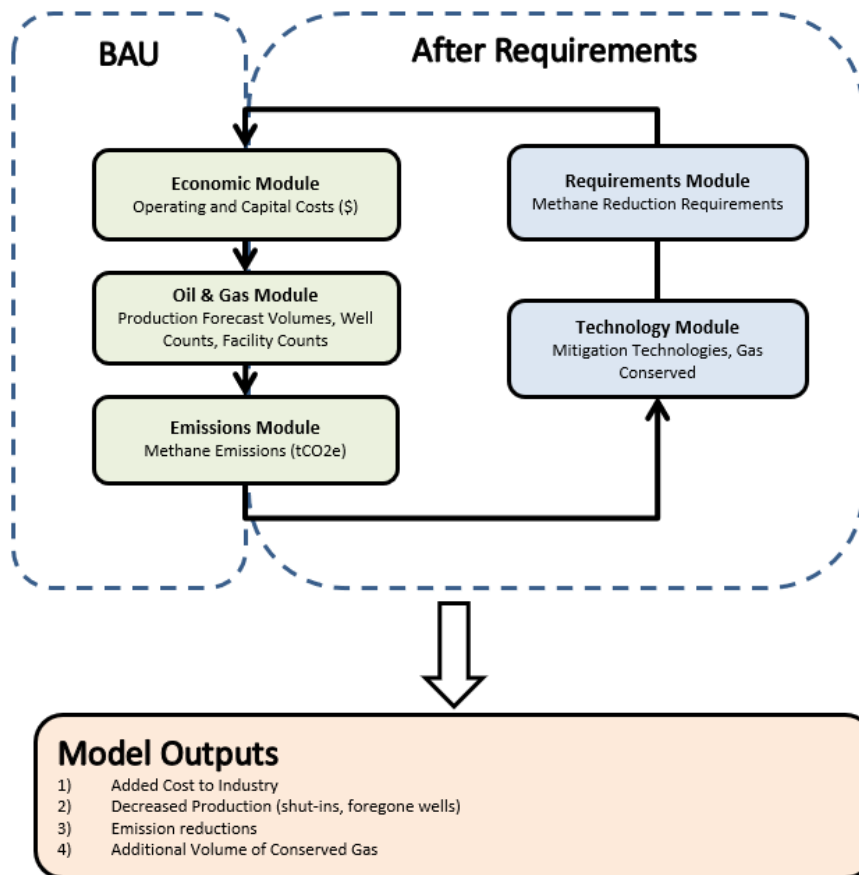 BAU
After Requirements
Economic Module
Operating and Capital Costs ($)
Requirements Module
Methane Reduction Requirements
Oil & Gas Module
Production Forecast Volumes, Well
Counts, Facility Counts
Technology Module
Mitigation Technologies, Gas
Conserved
Emissions Module
Methane Emissions (tCO2e)
Model Outputs
1) Added Cost to Industry
2) Decreased Production (shut-ins, foregone wells)
3) Emission reductions
4) Additional Volume of Conserved Gas